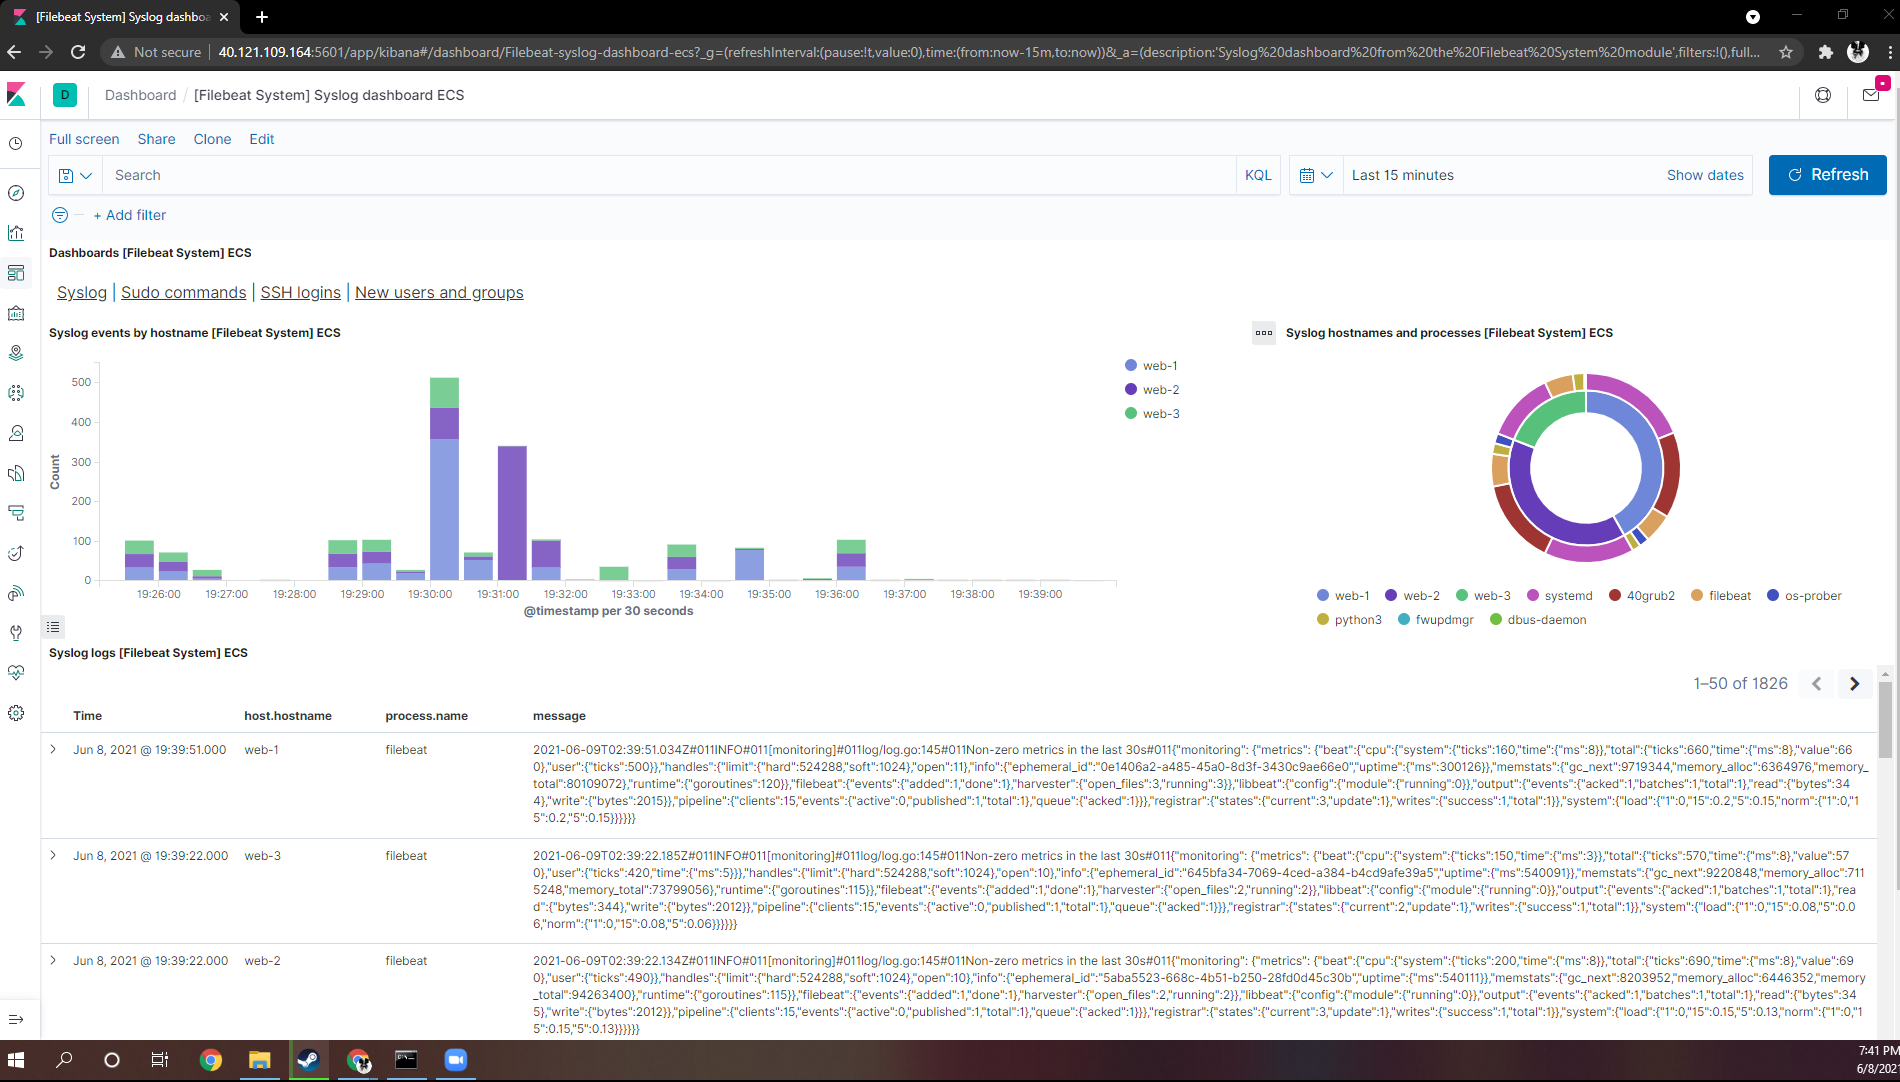 [Filebeat System] Syslog dashboa
Not secure | 40.121.109.164:5601/app/kibana#/dashboard/Filebeat-syslog-dashboard-ecs?_g=(refreshInterval:(pause:!t,value:0),time:(from:now-15m,to:now))&_a=(description:'Syslog%20dashboard%20from%20the%20Filebeat%20System%20module',filters:!(),full...
D Dashboard / [Filebeat System] Syslog dashboard ECS
Full screen Share Clone Edit
Search KQL Last 15 minutes Show dates Refresh
+ Add filter
Dashboards [Filebeat System] ECS
Syslog | Sudo commands | SSH logins | New users and groups
Syslog events by hostname [Filebeat System] ECS
500
400
300
200
100
0
Count
19:26:00 19:27:00 19:28:00 19:29:00 19:30:00 19:31:00 19:32:00 19:33:00 19:34:00 19:35:00 19:36:00 19:37:00 19:38:00 19:39:00
@timestamp per 30 seconds
web-1
web-2
web-3
Syslog hostnames and processes [Filebeat System] ECS
web-1 web-2 web-3 systemd 40grub2 filebeat os-prober
python3 fwupdmgr dbus-daemon
Syslog logs [Filebeat System] ECS
1–50 of 1826
Time host.hostname process.name message
Jun 8, 2021 @ 19:39:51.000 web-1 filebeat 2021-06-09T02:39:51.034Z#011INFO#011[monitoring]#011log/log.go:145#011Non-zero metrics in the last 30s#011{"monitoring": {"metrics": {"beat":{"cpu":{"system":{"ticks":160,"time":{"ms":8}},"total":{"ticks":660,"time":{"ms":8},"value":66
0},"user":{"ticks":500}},"handles":{"limit":{"hard":524288,"soft":1024},"open":11},"info":{"ephemeral_id":"0e1406a2-a485-45a0-8d3f-3430c9ae66e0","uptime":{"ms":300126}},"memstats":{"gc_next":9719344,"memory_alloc":6364976,"memory_
total":80109072},"runtime":{"goroutines":120}},"filebeat":{"events":{"added":1,"done":1},"harvester":{"open_files":3,"running":3}},"libbeat":{"config":{"module":{"running":0}},"output":{"events":{"acked":1,"batches":1,"total":1},"read":{"bytes":34
4},"write":{"bytes":2015}},"pipeline":{"clients":15,"events":{"active":0,"published":1,"total":1},"queue":{"acked":1}}},"registrar":{"states":{"current":3,"update":1},"writes":{"success":1,"total":1}},"system":{"load":{"1":0,"15":0.2,"5":0.15,"norm":{"1":0,"1
5":0.2,"5":0.15}}}}}}
Jun 8, 2021 @ 19:39:22.000 web-3 filebeat 2021-06-09T02:39:22.185Z#011INFO#011[monitoring]#011log/log.go:145#011Non-zero metrics in the last 30s#011{"monitoring": {"metrics": {"beat":{"cpu":{"system":{"ticks":150,"time":{"ms":3}},"total":{"ticks":570,"time":{"ms":8},"value":57
0},"user":{"ticks":420,"time":{"ms":5}}},"handles":{"limit":{"hard":524288,"soft":1024},"open":10},"info":{"ephemeral_id":"645bfa34-7069-4ced-a384-b4cd9afe39a5","uptime":{"ms":540091}},"memstats":{"gc_next":9220848,"memory_alloc":711
5248,"memory_total":73799056},"runtime":{"goroutines":115}},"filebeat":{"events":{"added":1,"done":1},"harvester":{"open_files":2,"running":2}},"libbeat":{"config":{"module":{"running":0}},"output":{"events":{"acked":1,"batches":1,"total":1},"rea
d":{"bytes":344},"write":{"bytes":2012}},"pipeline":{"clients":15,"events":{"active":0,"published":1,"total":1},"queue":{"acked":1}}},"registrar":{"states":{"current":2,"update":1},"writes":{"success":1,"total":1}},"system":{"load":{"1":0,"15":0.08,"5":0.0
6,"norm":{"1":0,"15":0.08,"5":0.06}}}}}}
Jun 8, 2021 @ 19:39:22.000 web-2 filebeat 2021-06-09T02:39:22.134Z#011INFO#011[monitoring]#011log/log.go:145#011Non-zero metrics in the last 30s#011{"monitoring": {"metrics": {"beat":{"cpu":{"system":{"ticks":200,"time":{"ms":8}},"total":{"ticks":690,"time":{"ms":8},"value":69
0},"user":{"ticks":490}},"handles":{"limit":{"hard":524288,"soft":1024},"open":10},"info":{"ephemeral_id":"5aba5523-668c-4b51-b250-28fd0d45c30b","uptime":{"ms":540111}},"memstats":{"gc_next":8203952,"memory_alloc":6446352,"memory
_total":94263400},"runtime":{"goroutines":115}},"filebeat":{"events":{"added":1,"done":1},"harvester":{"open_files":2,"running":2}},"libbeat":{"config":{"module":{"running":0}},"output":{"events":{"acked":1,"batches":1,"total":1},"read":{"bytes":34
5},"write":{"bytes":2012}},"pipeline":{"clients":15,"events":{"active":0,"published":1,"total":1},"queue":{"acked":1}}},"registrar":{"states":{"current":3,"update":1},"writes":{"success":1,"total":1}},"system":{"load":{"1":0,"15":0.15,"5":0.13,"norm":{"1":0,"1
5":0.15,"5":0.13}}}}}}
7:41 PM
6/8/202